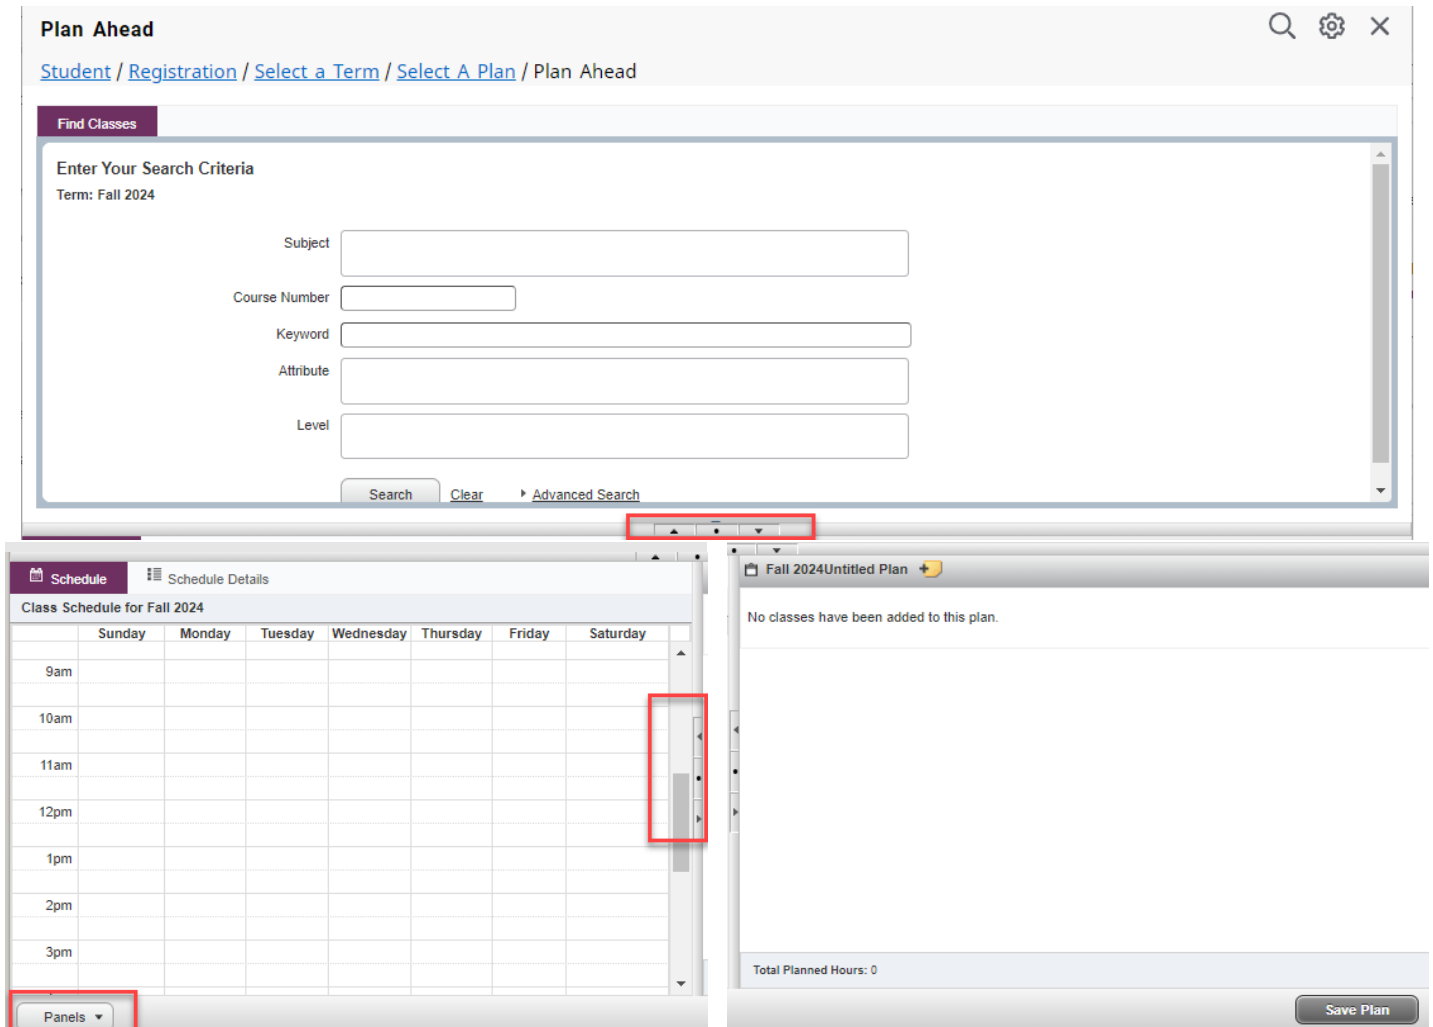 Plan Ahead
Student / Registration / Select a Term / Select A Plan / Plan Ahead
Find Classes
Enter Your Search Criteria
Term: Fall 2024
Subject
Course Number
Keyword
Attribute
Level
Search Clear Advanced Search
Schedule Schedule Details
Class Schedule for Fall 2024
Sunday Monday Tuesday Wednesday Thursday Friday Saturday
9am
10am
11am
12pm
1pm
2pm
3pm
Panels
Fall 2024Untitled Plan
No classes have been added to this plan.
Total Planned Hours: 0
Save Plan